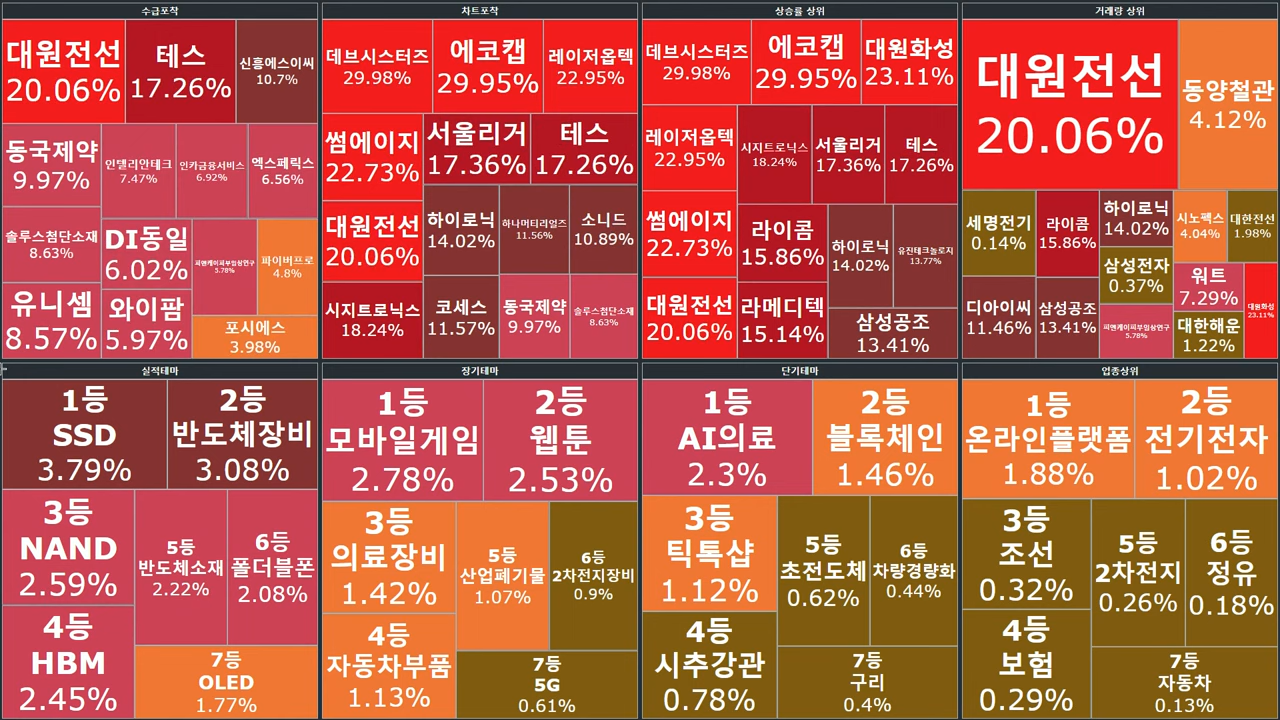 수급포착
대원전선
20.06%
테스
17.26%
신흥에스이씨
10.7%
동국제약
9.97%
인델리안테크
7.47%
인카금융서비스
6.92%
엑스페릭스
6.56%
솔루스첨단소재
8.63%
DI동일
6.02%
피앤케이피부임상연구
5.78%
파이버프로
4.8%
유니셈
8.57%
와이팜
5.97%
포시에스
3.98%
차트포착
데브시스터즈
29.98%
에코캡
29.95%
레이저옵텍
22.95%
썸에이지
22.73%
서울리거
17.36%
테스
17.26%
대원전선
20.06%
하이로닉
14.02%
하나머티리얼즈
11.56%
소니드
10.89%
시지트로닉스
18.24%
코세스
11.57%
동국제약
9.97%
솔루스첨단소재
8.63%
상승률 상위
데브시스터즈
29.98%
에코캡
29.95%
대원화성
23.11%
레이저옵텍
22.95%
시지트로닉스
18.24%
서울리거
17.36%
테스
17.26%
썸에이지
22.73%
라이콤
15.86%
하이로닉
14.02%
유진테크놀로지
13.77%
대원전선
20.06%
라메디텍
15.14%
삼성공조
13.41%
거래량 상위
대원전선
20.06%
동양철관
4.12%
세명전기
0.14%
라이콤
15.86%
하이로닉
14.02%
시노펙스
4.04%
대한전선
1.98%
삼성전자
0.37%
워트
7.29%
대원화성
23.11%
디아이씨
11.46%
삼성공조
13.41%
피앤케이피부임상연구
5.78%
대한해운
1.22%
실적테마
1등
SSD
3.79%
2등
반도체장비
3.08%
3등
NAND
2.59%
5등
반도체소재
2.22%
6등
폴더블폰
2.08%
4등
HBM
2.45%
7등
OLED
1.77%
장기테마
1등
모바일게임
2.78%
2등
웹툰
2.53%
3등
의료장비
1.42%
5등
산업폐기물
1.07%
6등
2차전지장비
0.9%
4등
자동차부품
1.13%
7등
5G
0.61%
단기테마
1등
AI의료
2.3%
2등
블록체인
1.46%
3등
틱톡샵
1.12%
5등
초전도체
0.62%
6등
차량경량화
0.44%
4등
시추강관
0.78%
7등
구리
0.4%
업종상위
1등
온라인플랫폼
1.88%
2등
전기전자
1.02%
3등
조선
0.32%
5등
2차전지
0.26%
6등
정유
0.18%
4등
보험
0.29%
7등
자동차
0.13%